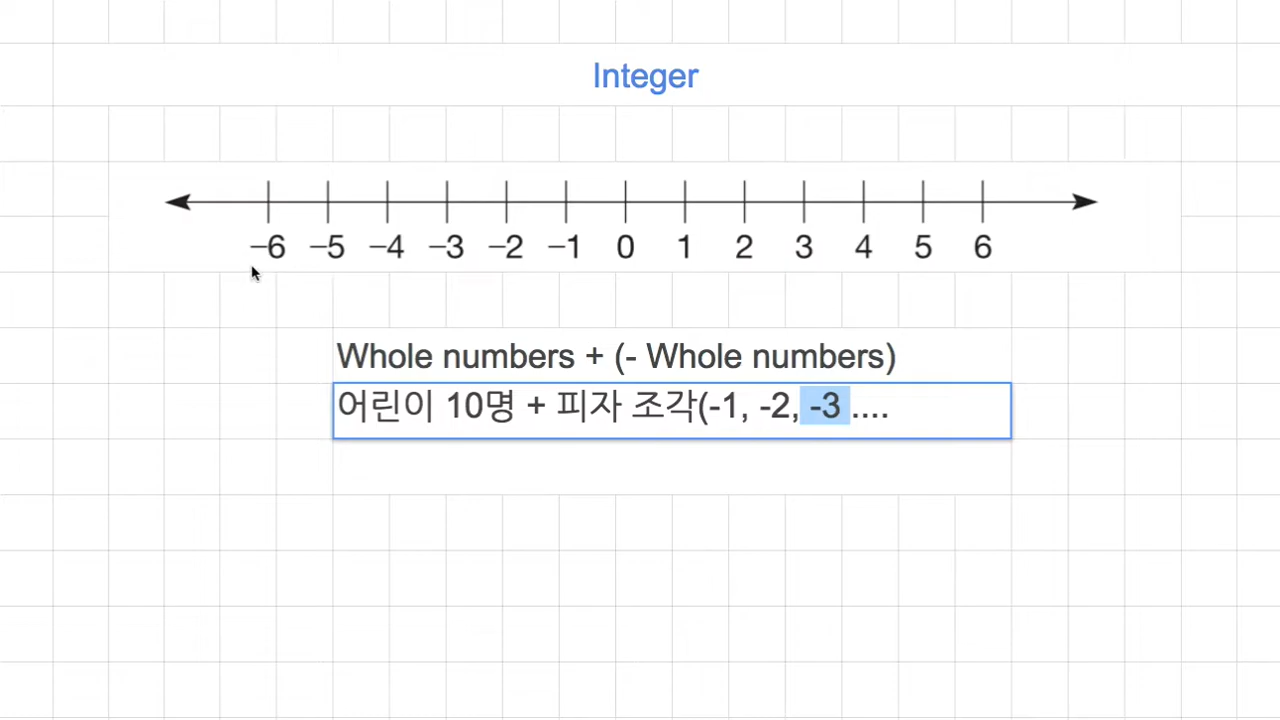 Integer
–6 –5 –4 –3 –2 –1 0 1 2 3 4 5 6
Whole numbers + (- Whole numbers)
어린이 10명 + 피자 조각(-1, -2, -3 ....